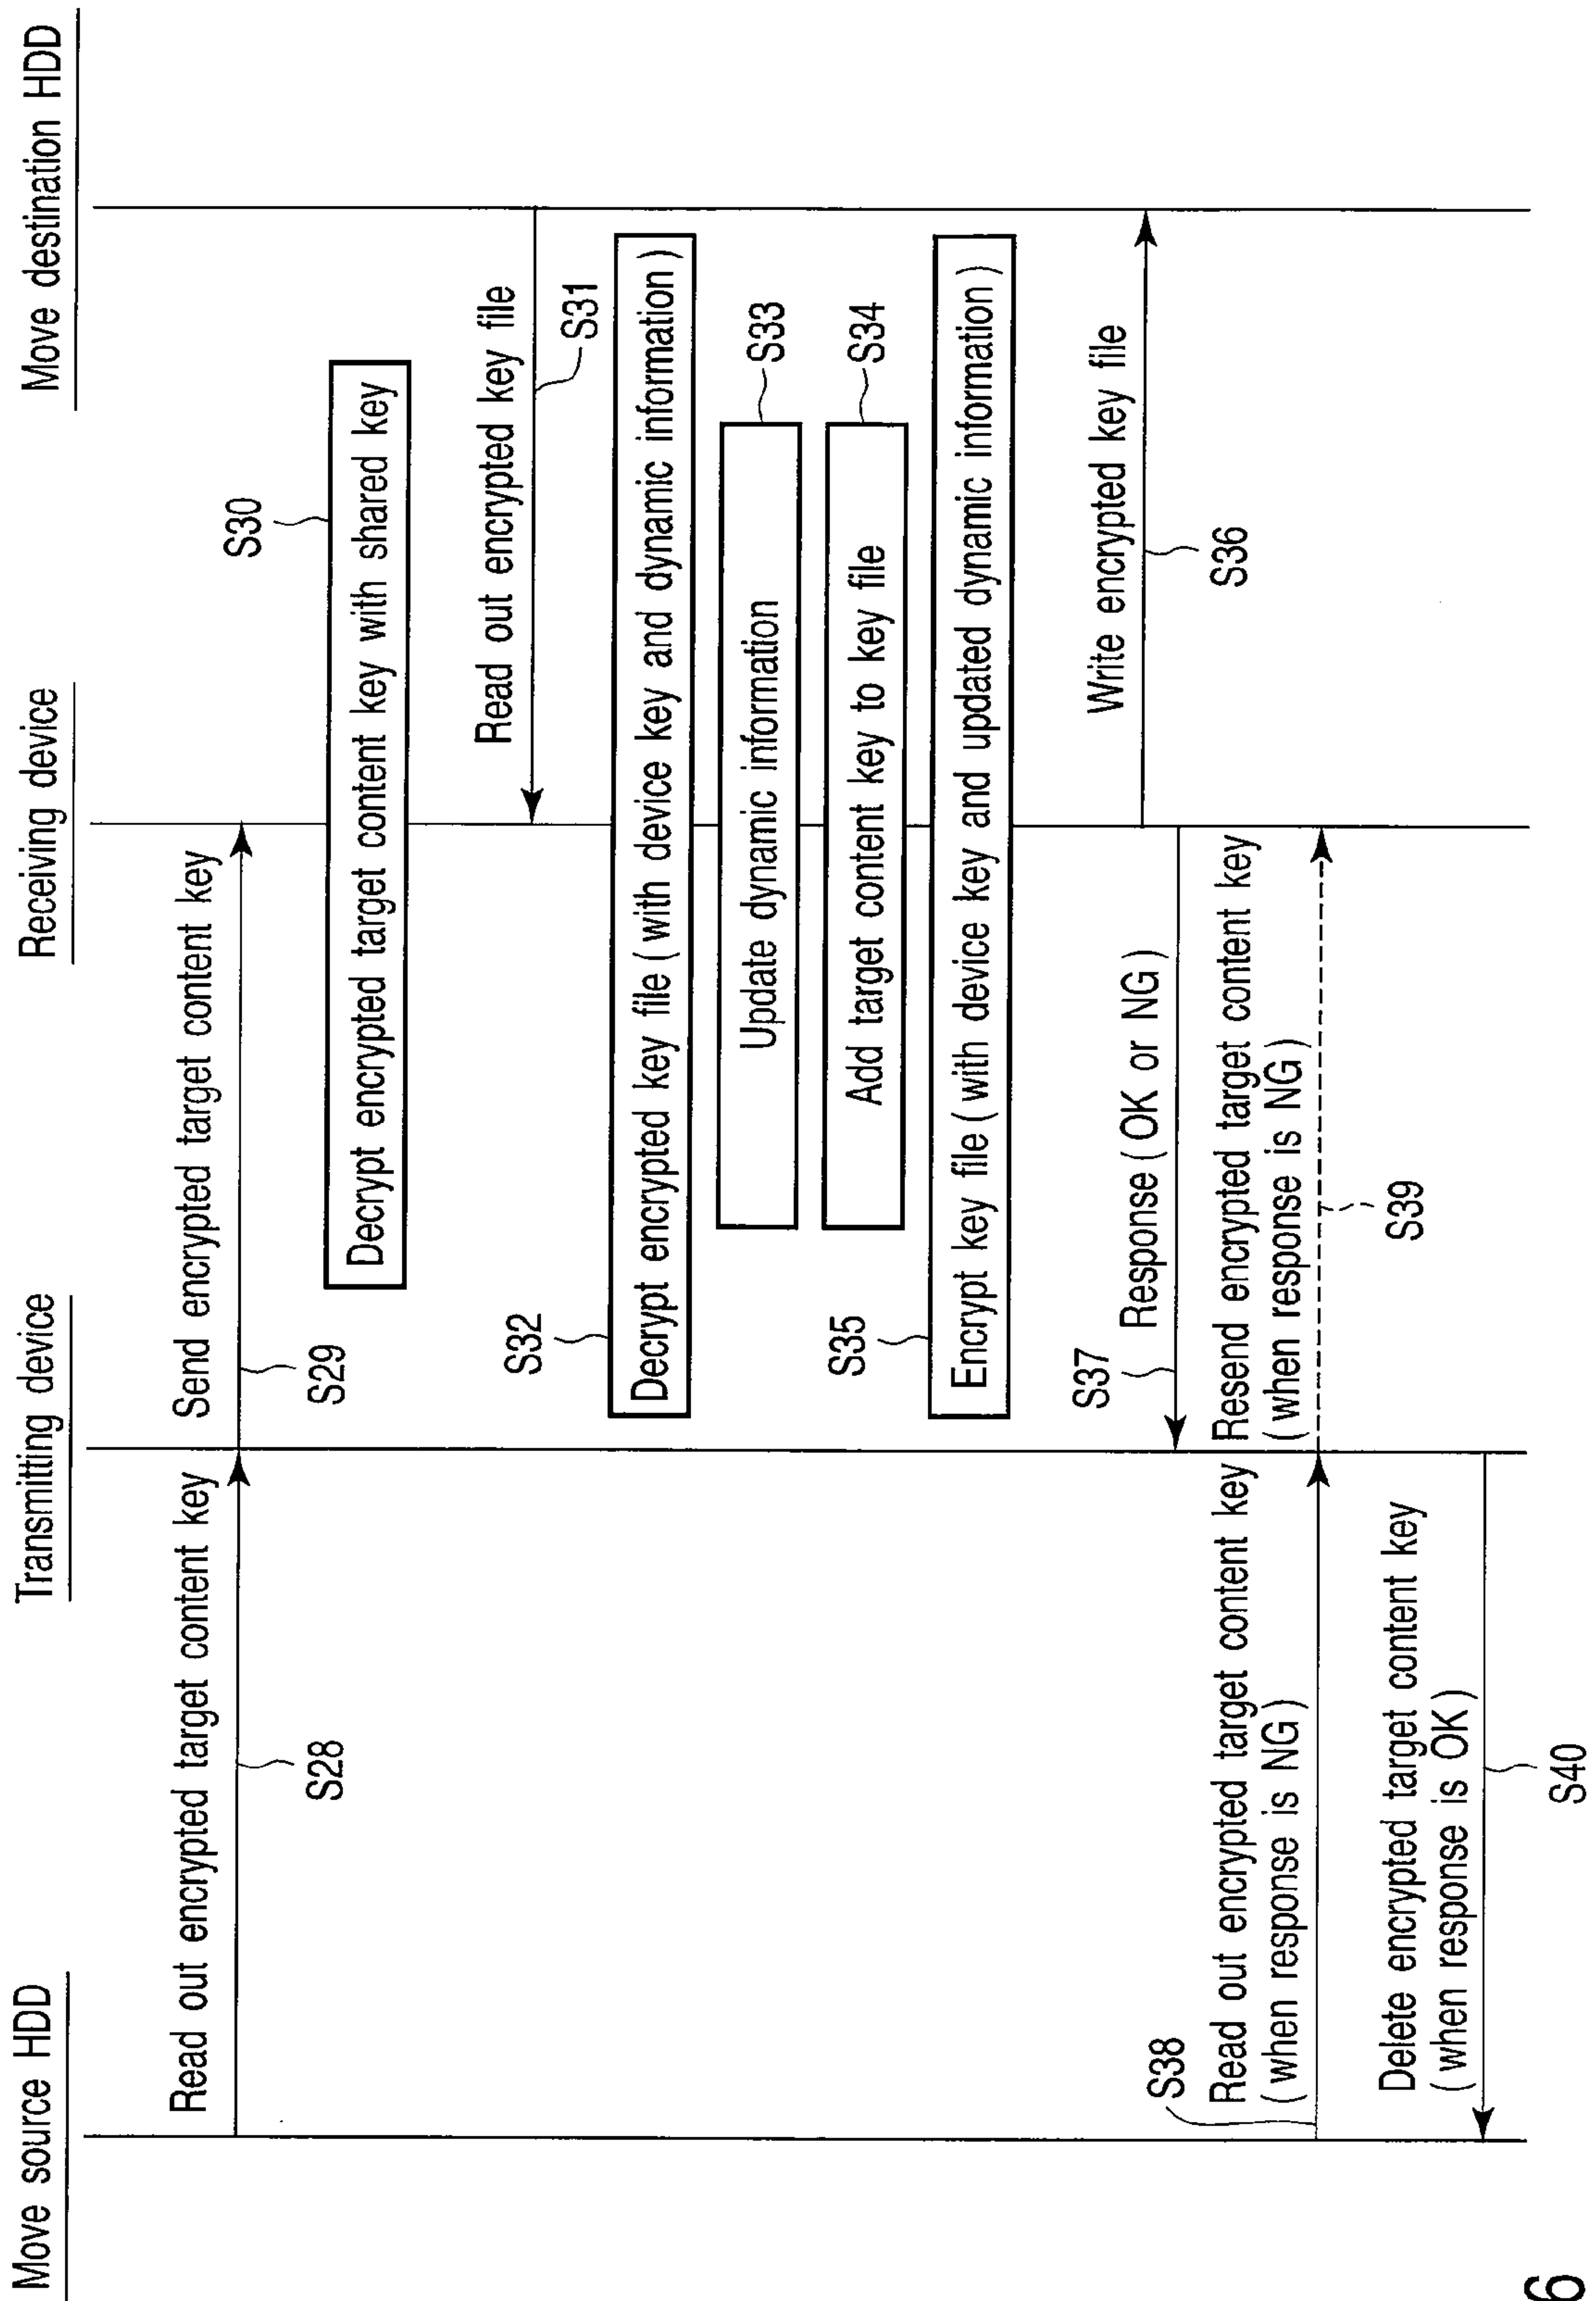 Move source HDD
Transmitting device
Receiving device
Move destination HDD
Read out encrypted target content key
S28
Send encrypted target content key
S29
S30
Decrypt encrypted target content key with shared key
Read out encrypted key file
S31
S32
Decrypt encrypted key file ( with device key and dynamic information )
Update dynamic information
S33
Add target content key to key file
S34
S35
Encrypt key file ( with device key and updated dynamic information )
Write encrypted key file
S36
S37
Response ( OK or NG )
S38
Read out encrypted target content key
( when response is NG )
Resend encrypted target content key
( when response is NG )
S39
Delete encrypted target content key
( when response is OK )
S40
6